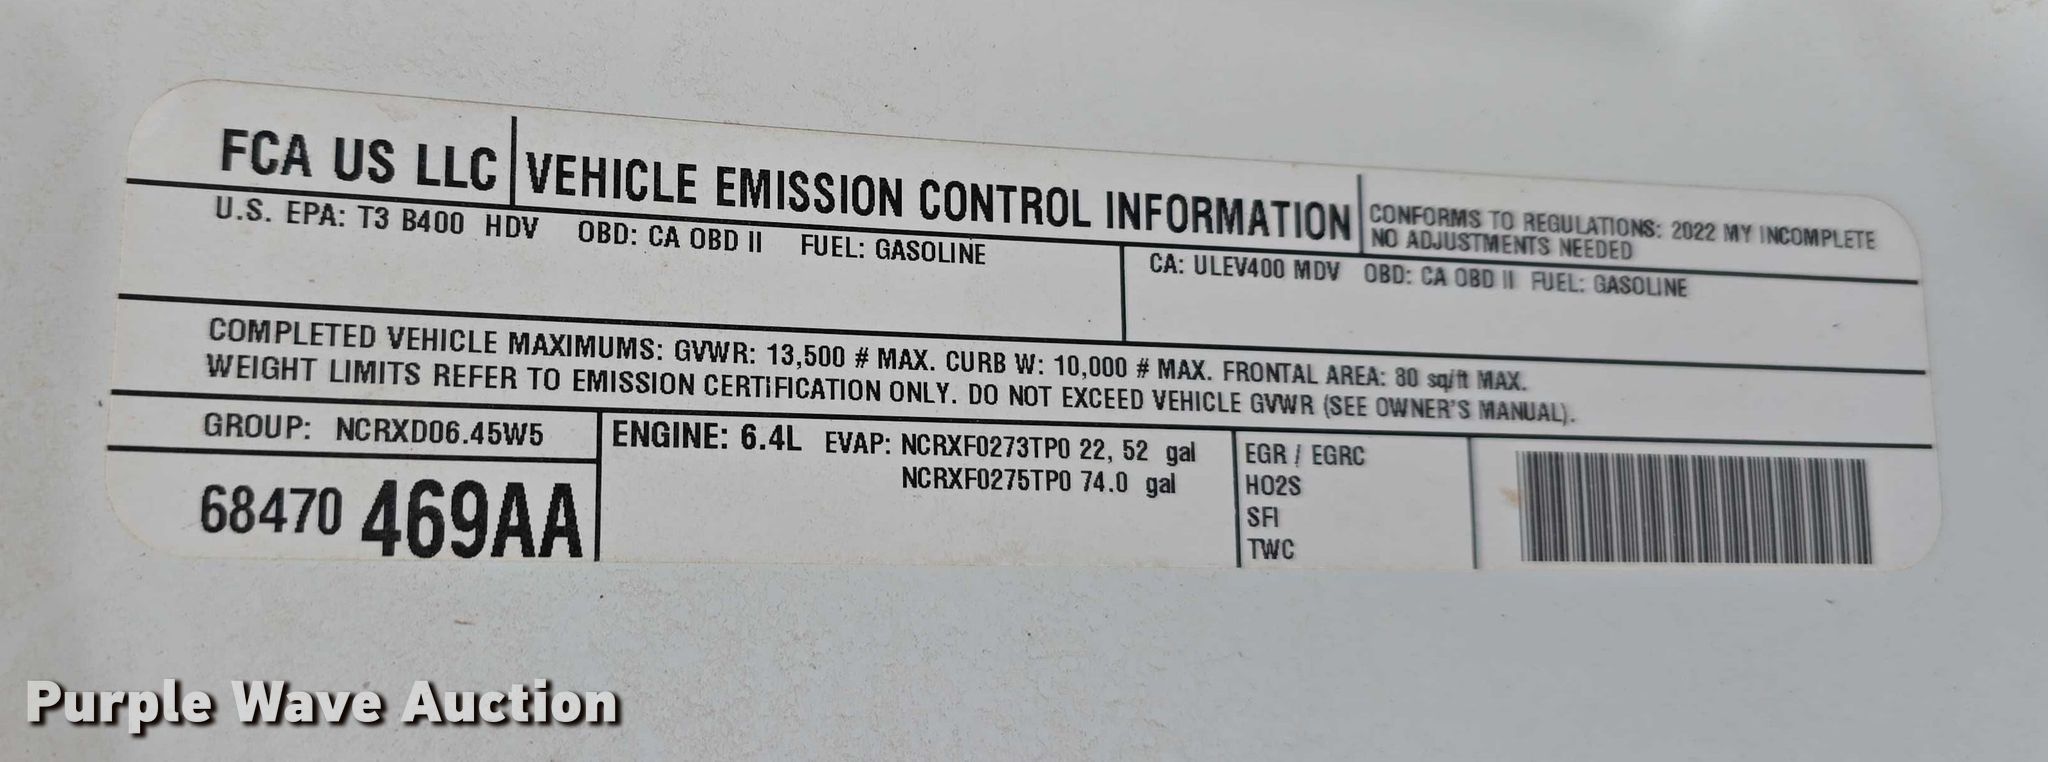 FCA US LLC
VEHICLE EMISSION CONTROL INFORMATION
CONFORMS TO REGULATIONS: 2022 MY INCOMPLETE
NO ADJUSTMENTS NEEDED
U.S. EPA: T3 B400 HDV OBD: CA OBD II FUEL: GASOLINE
CA: ULEV400 MDV OBD: CA OBD II FUEL: GASOLINE
COMPLETED VEHICLE MAXIMUMS: GVWR: 13,500 # MAX. CURB W: 10,000 # MAX. FRONTAL AREA: 80 sq/ft MAX.
WEIGHT LIMITS REFER TO EMISSION CERTIFICATION ONLY. DO NOT EXCEED VEHICLE GVWR (SEE OWNER'S MANUAL).
GROUP: NCRXD06.45W5
68470 469AA
ENGINE: 6.4L EVAP: NCRXF0273TP0 22, 52 gal
NCRXF0275TP0 74.0 gal
EGR / EGRC
HO2S
SFI
TWC
Purple Wave Auction